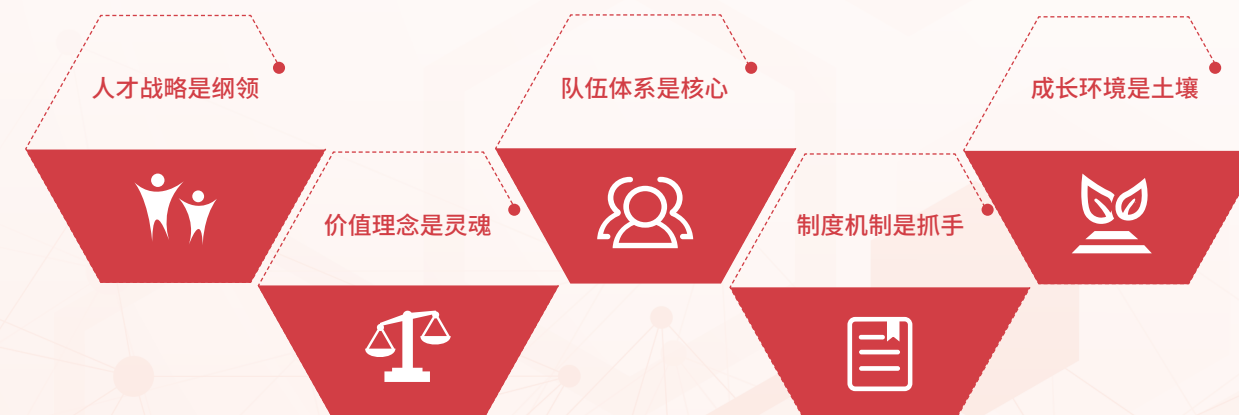 人才战略是纲领
价值理念是灵魂
队伍体系是核心
制度机制是抓手
成长环境是土壤